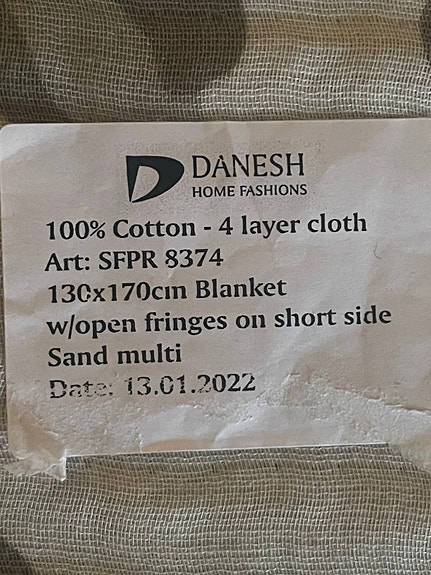 DANESH
HOME FASHIONS
100% Cotton - 4 layer cloth
Art: SFPR 8374
130x170cm Blanket
w/open fringes on short side
Sand multi
Date: 13.01.2022